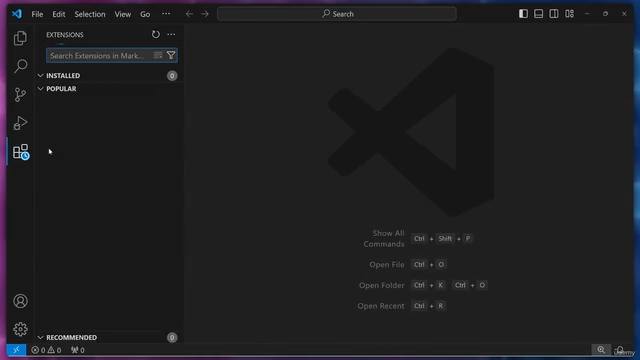 File Edit Selection View Go ···
Search
EXTENSIONS
Search Extensions in Mark...
INSTALLED 0
POPULAR
Show All Commands Ctrl + Shift + P
Open File Ctrl + O
Open Folder Ctrl + K Ctrl + O
Open Recent Ctrl + R
RECOMMENDED 0
0 0 0
Udemy